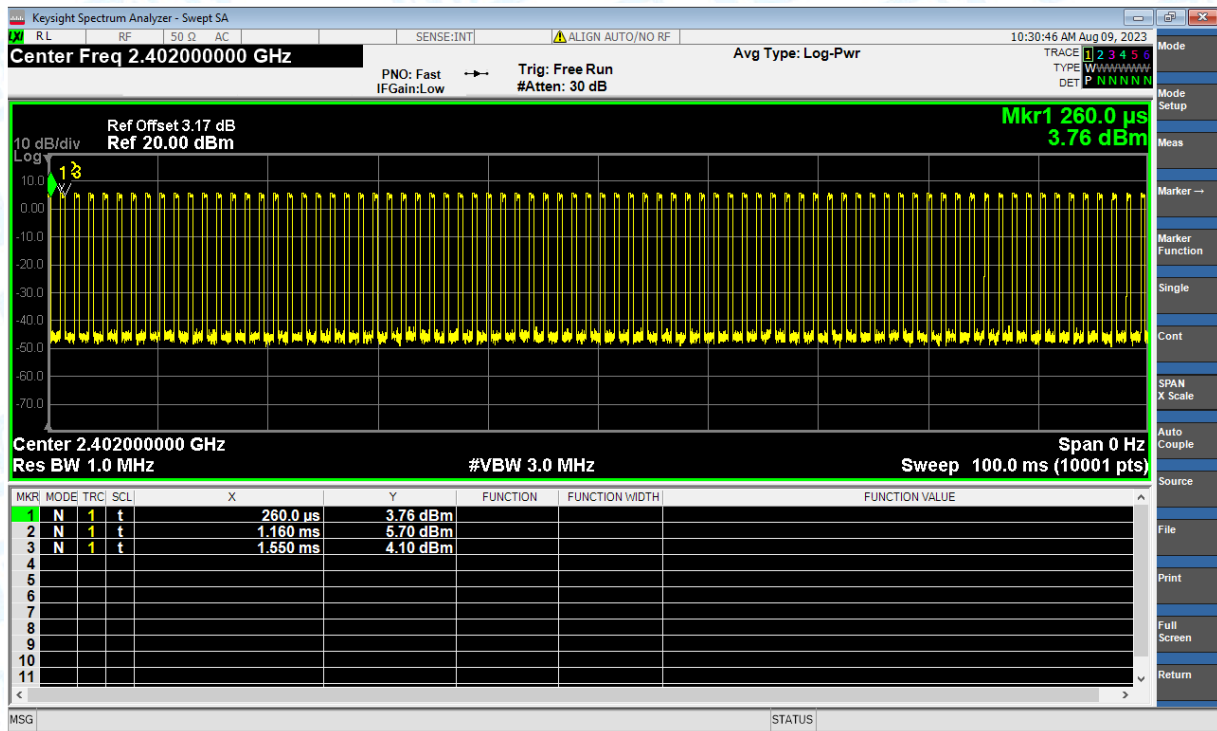 Keysight Spectrum Analyzer - Swept SA
LXI RL RF 50 Ω AC SENSE:INT ALIGN AUTO/NO RF 10:30:46 AM Aug 09, 2023
Center Freq 2.402000000 GHz
Avg Type: Log-Pwr
TRACE 1 2 3 4 5 6
TYPE WWWWWW
DET P N N N N N
PNO: Fast
IFGain:Low
Trig: Free Run
#Atten: 30 dB
Mkr1 260.0 µs
3.76 dBm
Ref Offset 3.17 dB
10 dB/div Ref 20.00 dBm
Log
1 2 3
10.0
0.00
-10.0
-20.0
-30.0
-40.0
-50.0
-60.0
-70.0
Center 2.402000000 GHz Span 0 Hz
Res BW 1.0 MHz #VBW 3.0 MHz Sweep 100.0 ms (10001 pts)
MKR MODE TRC SCL X Y FUNCTION FUNCTION WIDTH FUNCTION VALUE
1 N 1 t 260.0 µs 3.76 dBm
2 N 1 t 1.160 ms 5.70 dBm
3 N 1 t 1.550 ms 4.10 dBm
4
5
6
7
8
9
10
11
MSG STATUS
Mode
Mode
Setup
Meas
Marker →
Marker
Function
Single
Cont
SPAN
X Scale
Auto
Couple
Source
File
Print
Full
Screen
Return